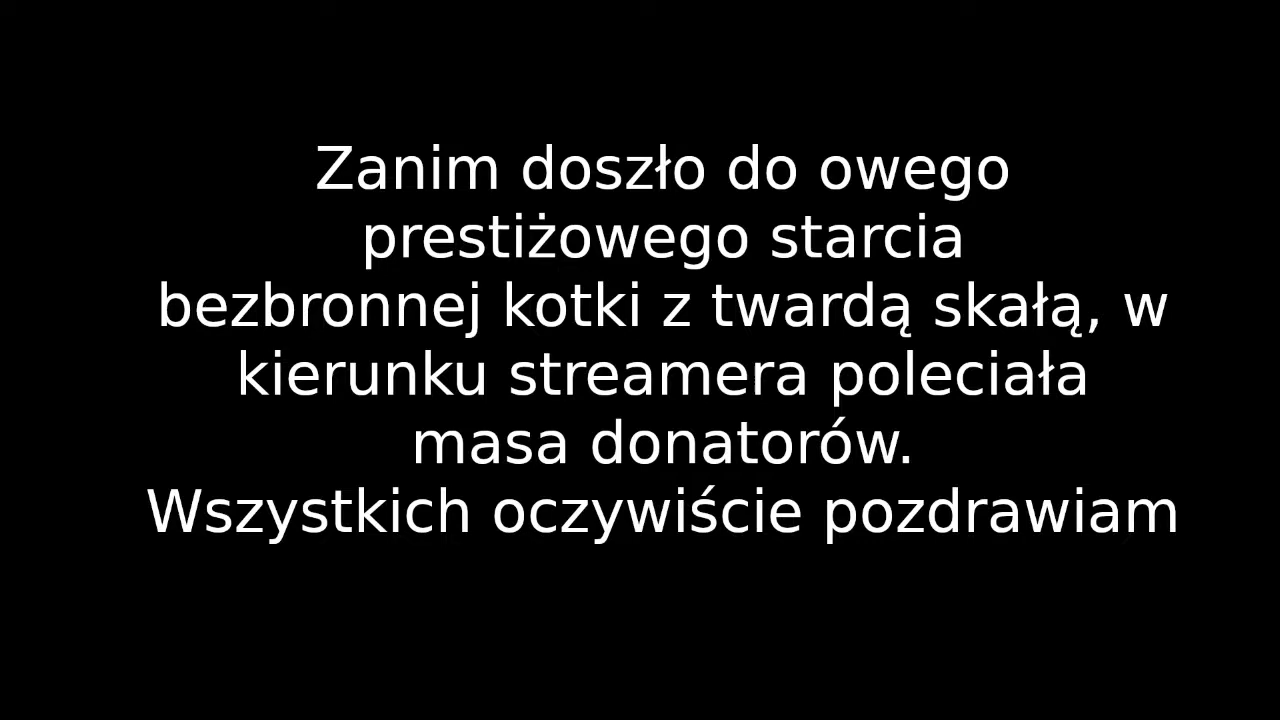 Zanim doszło do owego
prestiżowego starcia
bezbronnej kotki z twardą skałą, w
kierunku streamera poleciała
masa donatorów.
Wszystkich oczywiście pozdrawiam